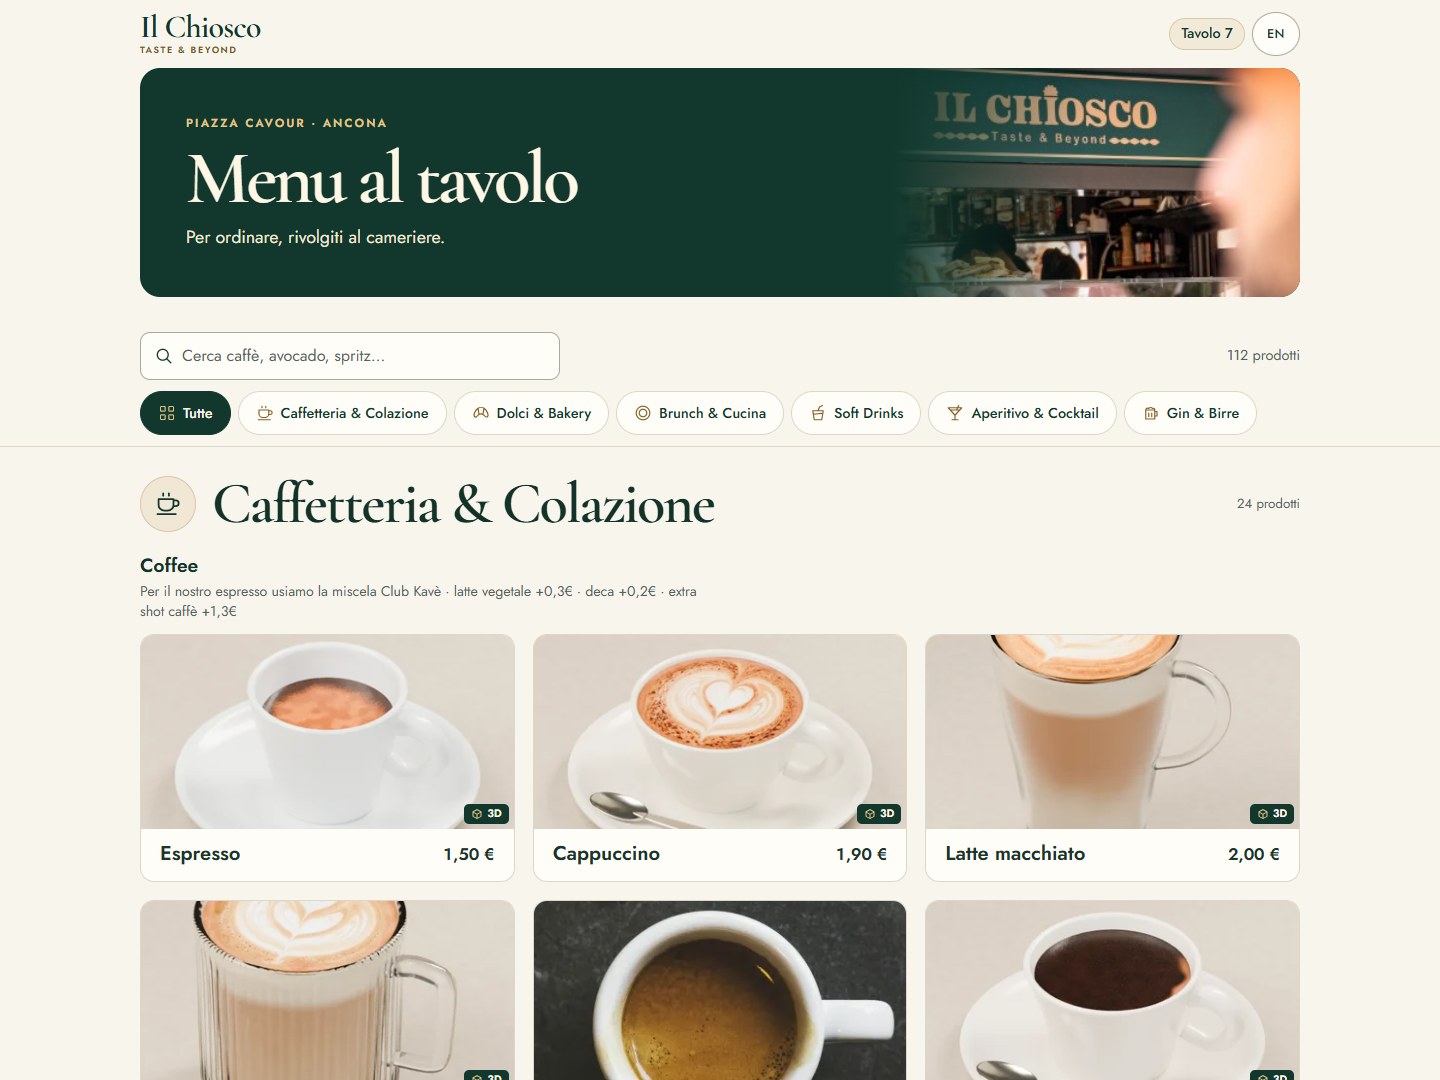 Il Chiosco
TASTE & BEYOND
Tavolo 7
EN
PIAZZA CAVOUR · ANCONA
Menu al tavolo
Per ordinare, rivolgiti al cameriere.
IL CHIOSCO
Taste & Beyond
Cerca caffè, avocado, spritz...
112 prodotti
Tutte
Caffetteria & Colazione
Dolci & Bakery
Brunch & Cucina
Soft Drinks
Aperitivo & Cocktail
Gin & Birre
Caffetteria & Colazione
24 prodotti
Coffee
Per il nostro espresso usiamo la miscela Club Kavè · latte vegetale +0,3€ · deca +0,2€ · extra
shot caffè +1,3€
3D
3D
3D
Espresso
1,50 €
Cappuccino
1,90 €
Latte macchiato
2,00 €
3D
3D